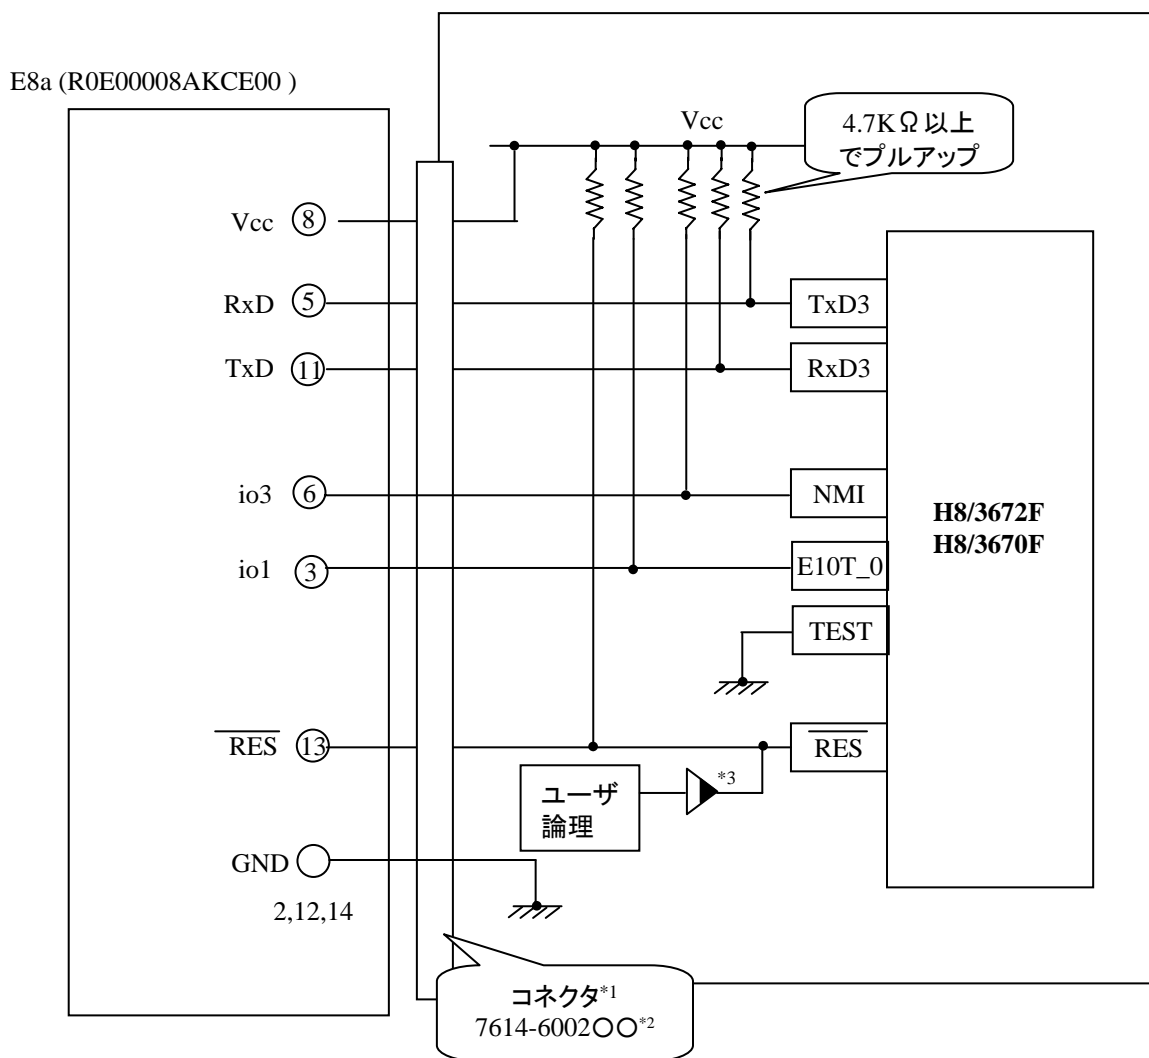 E8a (R0E00008AKCE00 )
Vcc
4.7KΩ以上
でプルアップ
Vcc 8
RxD 5
TxD3
TxD 11
RxD3
io3 6
NMI
H8/3672F
H8/3670F
io1 3
E10T_0
TEST
RES 13
RES
*3
ユーザ
論理
GND
2,12,14
コネクタ*1
7614-6002○○*2